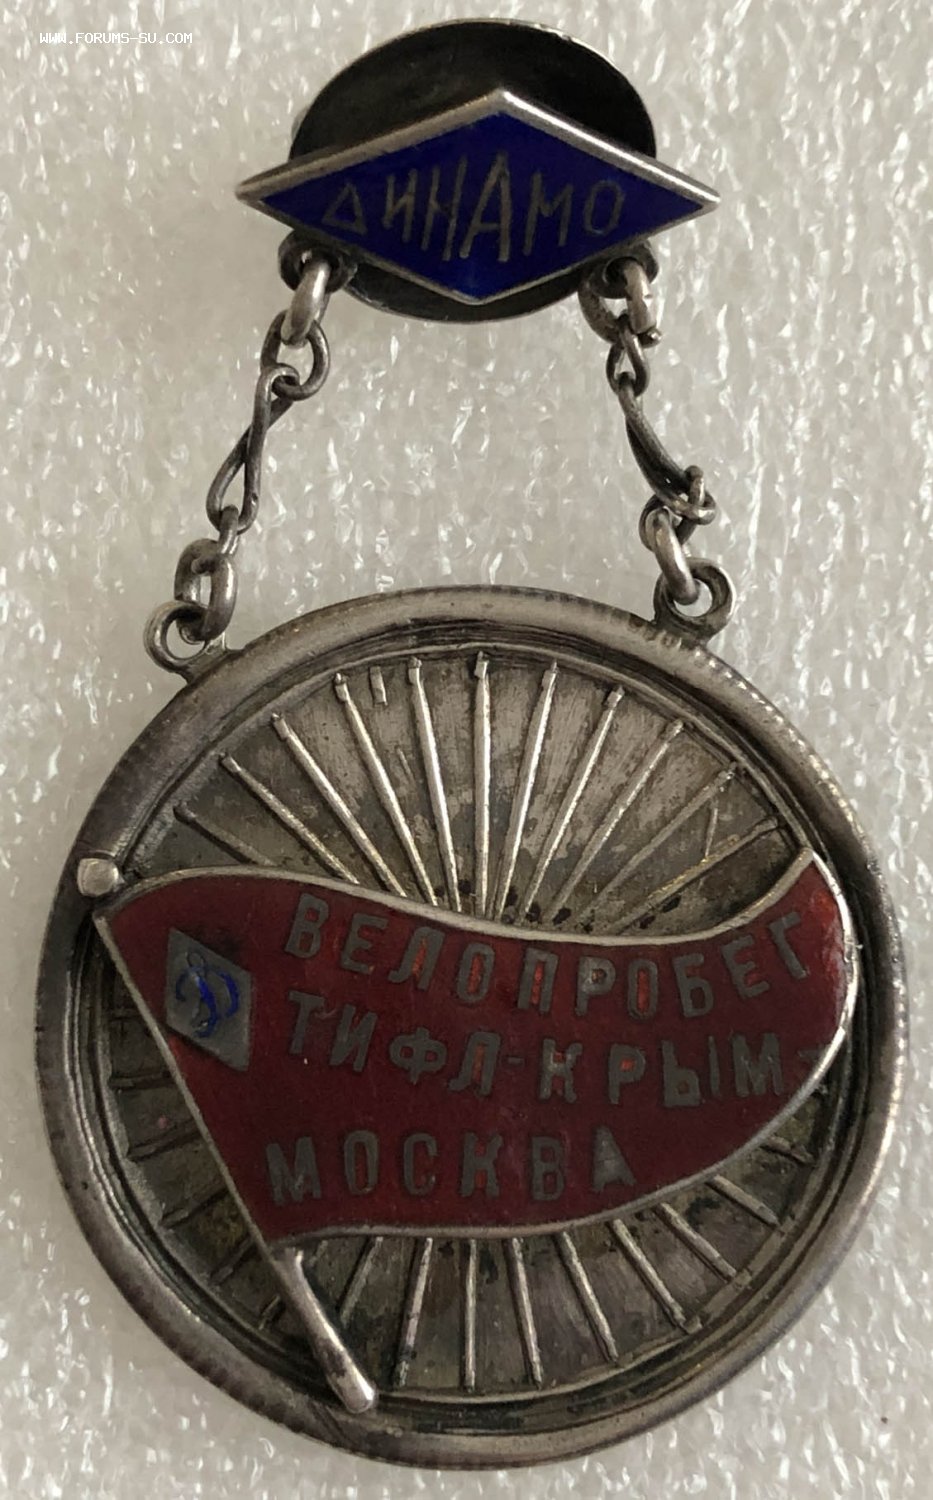 WWW.FORUMS-SU.COM
ДИНАМО
ВЕЛОПРОБЕГ
Д
ТИФЛ-КРЫМ-
МОСКВА